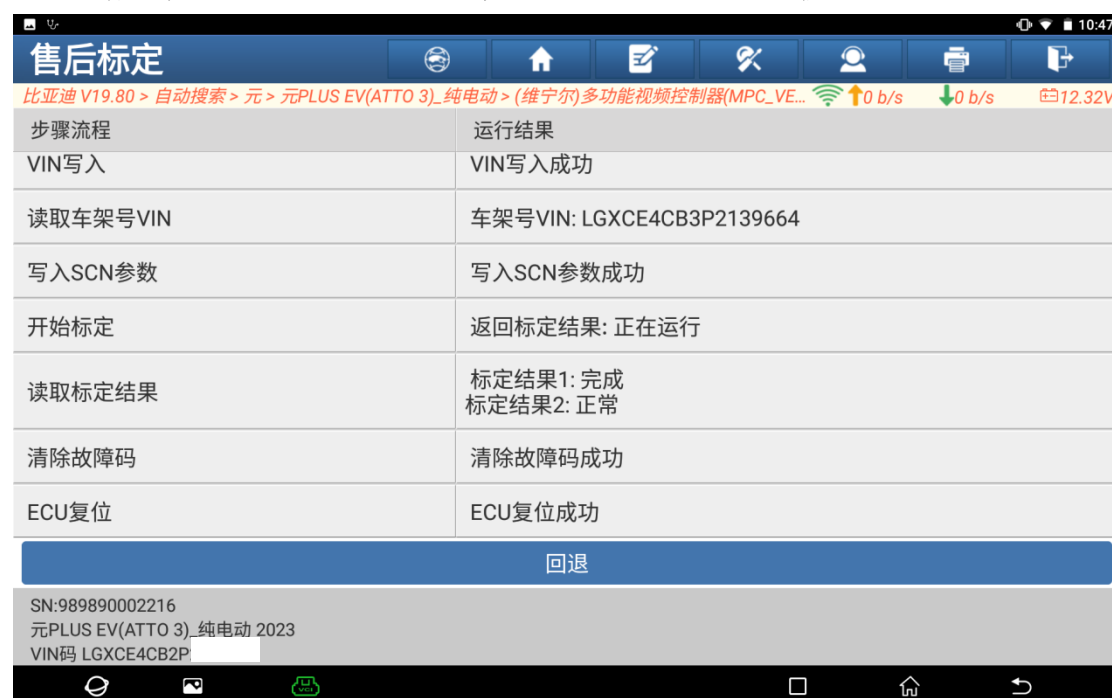 10:47
售后标定
比亚迪 V19.80 > 自动搜索 > 元 > 元PLUS EV(ATTO 3)_纯电动 > (维宁尔)多功能视频控制器(MPC_VE... 0 b/s 0 b/s 12.32V
步骤流程 运行结果
VIN写入 VIN写入成功
读取车架号VIN 车架号VIN: LGXCE4CB3P2139664
写入SCN参数 写入SCN参数成功
开始标定 返回标定结果: 正在运行
读取标定结果 标定结果1: 完成
标定结果2: 正常
清除故障码 清除故障码成功
ECU复位 ECU复位成功
回退
SN:989890002216
元PLUS EV(ATTO 3)_纯电动 2023
VIN码 LGXCE4CB2P
VCI